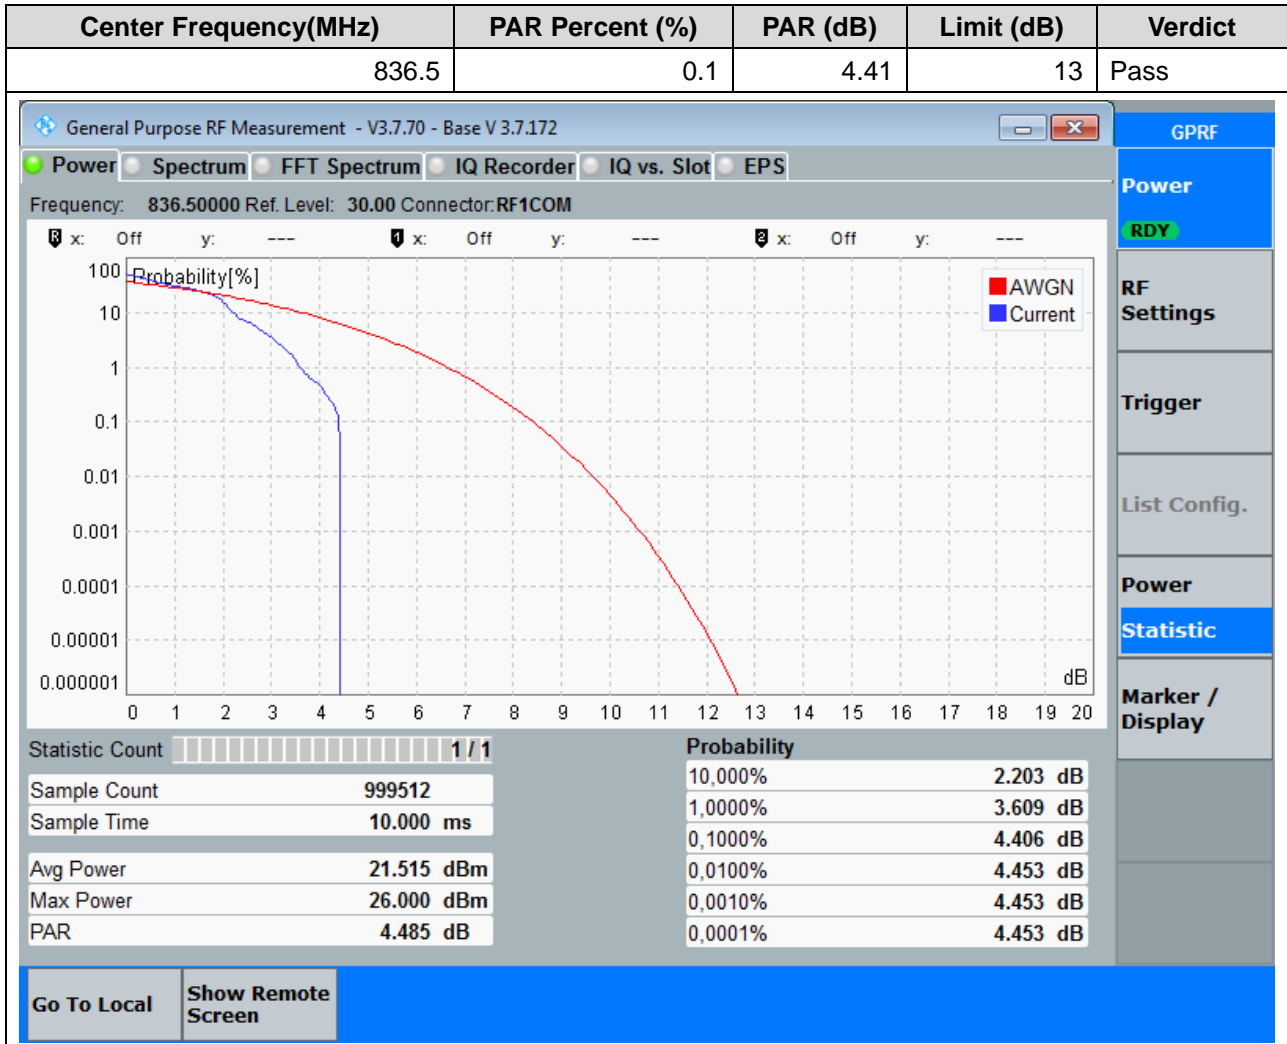 Center Frequency(MHz) PAR Percent (%) PAR (dB) Limit (dB) Verdict
836.5 0.1 4.41 13 Pass
General Purpose RF Measurement - V3.7.70 - Base V 3.7.172
GPRF
Power Spectrum FFT Spectrum IQ Recorder IQ vs. Slot EPS
Frequency: 836.50000 Ref. Level: 30.00 Connector: RF1COM
Power
RDY
R x: Off y: --- 1 x: Off y: --- 2 x: Off y: ---
Probability[%]
AWGN
Current
100
10
1
0.1
0.01
0.001
0.0001
0.00001
0.000001
dB
0 1 2 3 4 5 6 7 8 9 10 11 12 13 14 15 16 17 18 19 20
RF
Settings
Trigger
List Config.
Power
Statistic
Marker /
Display
Statistic Count 1 / 1
Sample Count 999512
Sample Time 10.000 ms
Avg Power 21.515 dBm
Max Power 26.000 dBm
PAR 4.485 dB
Probability
10,000% 2.203 dB
1,0000% 3.609 dB
0,1000% 4.406 dB
0,0100% 4.453 dB
0,0010% 4.453 dB
0,0001% 4.453 dB
Go To Local
Show Remote
Screen